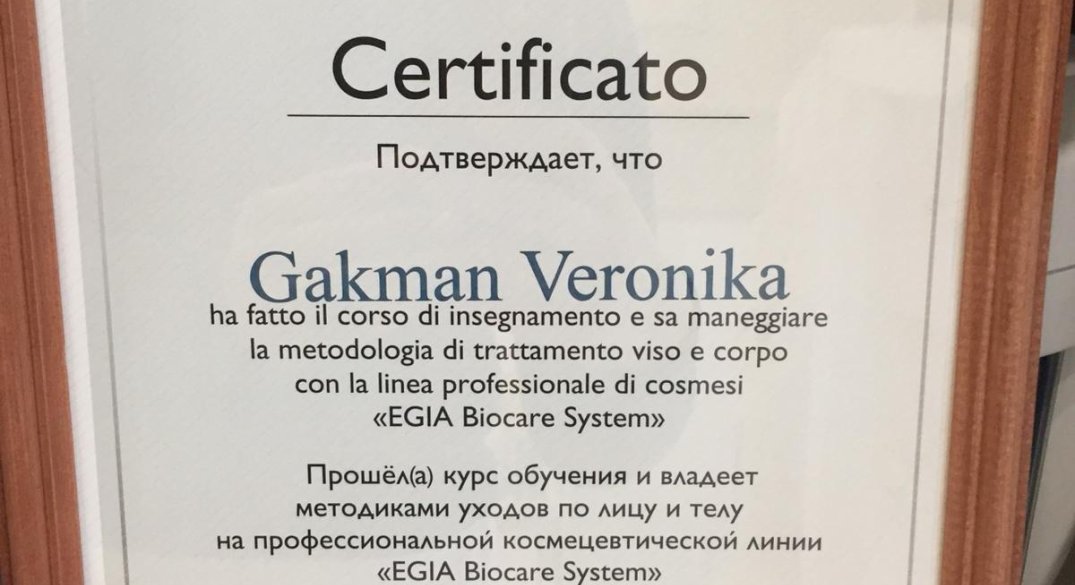 Certificato
Подтверждает, что
Gakman Veronika
ha fatto il corso di insegnamento e sa maneggiare
la metodologia di trattamento viso e corpo
con la linea professionale di cosmesi
«EGIA Biocare System»
Прошёл(а) курс обучения и владеет
методиками уходов по лицу и телу
на профессиональной космецевтической линии
«EGIA Biocare System»